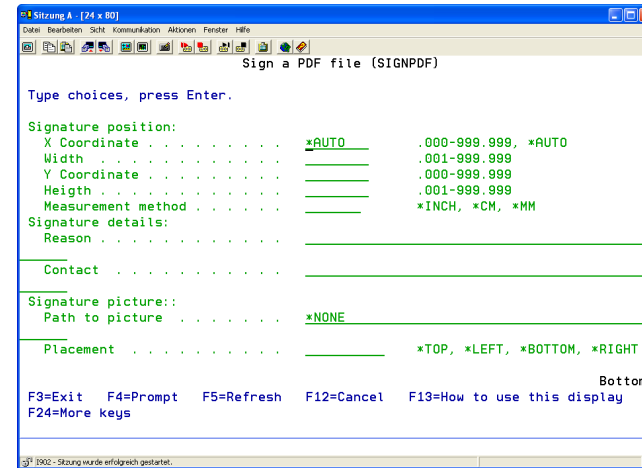 Sitzung A - [24 x 80]
Datei Bearbeiten Sicht Kommunikation Aktionen Fenster Hilfe
Sign a PDF file (SIGNPDF)
Type choices, press Enter.
Signature position:
X Coordinate . . . . . . . . . *AUTO .000-999.999, *AUTO
Width . . . . . . . . . . . . .001-999.999
Y Coordinate . . . . . . . . . .000-999.999
Heigth . . . . . . . . . . . . .001-999.999
Measurement method . . . . . . *INCH, *CM, *MM
Signature details:
Reason . . . . . . . . . . . .
Contact . . . . . . . . . . .
Signature picture::
Path to picture . . . . . . . *NONE
Placement . . . . . . . . . . *TOP, *LEFT, *BOTTOM, *RIGHT
Bottom
F3=Exit F4=Prompt F5=Refresh F12=Cancel F13=How to use this display
F24=More keys
I902 - Sitzung wurde erfolgreich gestartet.